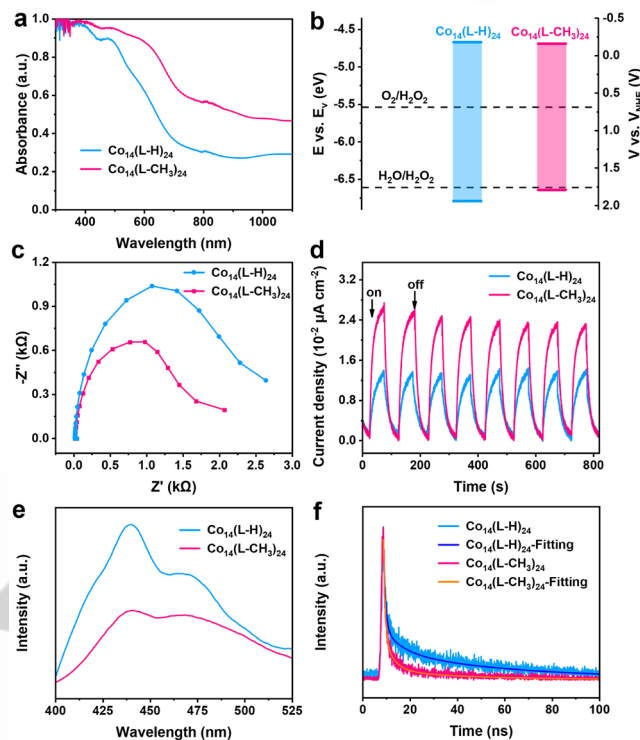 a
Absorbance (a.u.)
1.0
0.8
0.6
0.4
0.2
0.0
Co₁₄(L-H)₂₄
Co₁₄(L-CH₃)₂₄
400 600 800 1000
Wavelength (nm)
b
E vs. Eᵥ (eV)
-4.5
-5.0
-5.5
-6.0
-6.5
Co₁₄(L-H)₂₄ Co₁₄(L-CH₃)₂₄
O₂/H₂O₂
H₂O/H₂O₂
-0.5
0.0
0.5
1.0
1.5
2.0
V vs. V_NHE (V)
c
-Z'' (kΩ)
1.2
0.9
0.6
0.3
0.0
Co₁₄(L-H)₂₄
Co₁₄(L-CH₃)₂₄
0.0 0.5 1.0 1.5 2.0 2.5 3.0
Z' (kΩ)
d
Current density (10⁻² μA cm⁻²)
3.6
2.4
1.2
0.0
Co₁₄(L-H)₂₄
Co₁₄(L-CH₃)₂₄
on off
0 200 400 600 800
Time (s)
e
Intensity (a.u.)
Co₁₄(L-H)₂₄
Co₁₄(L-CH₃)₂₄
400 425 450 475 500 525
Wavelength (nm)
f
Intensity (a.u.)
Co₁₄(L-H)₂₄
Co₁₄(L-H)₂₄-Fitting
Co₁₄(L-CH₃)₂₄
Co₁₄(L-CH₃)₂₄-Fitting
0 20 40 60 80 100
Time (ns)